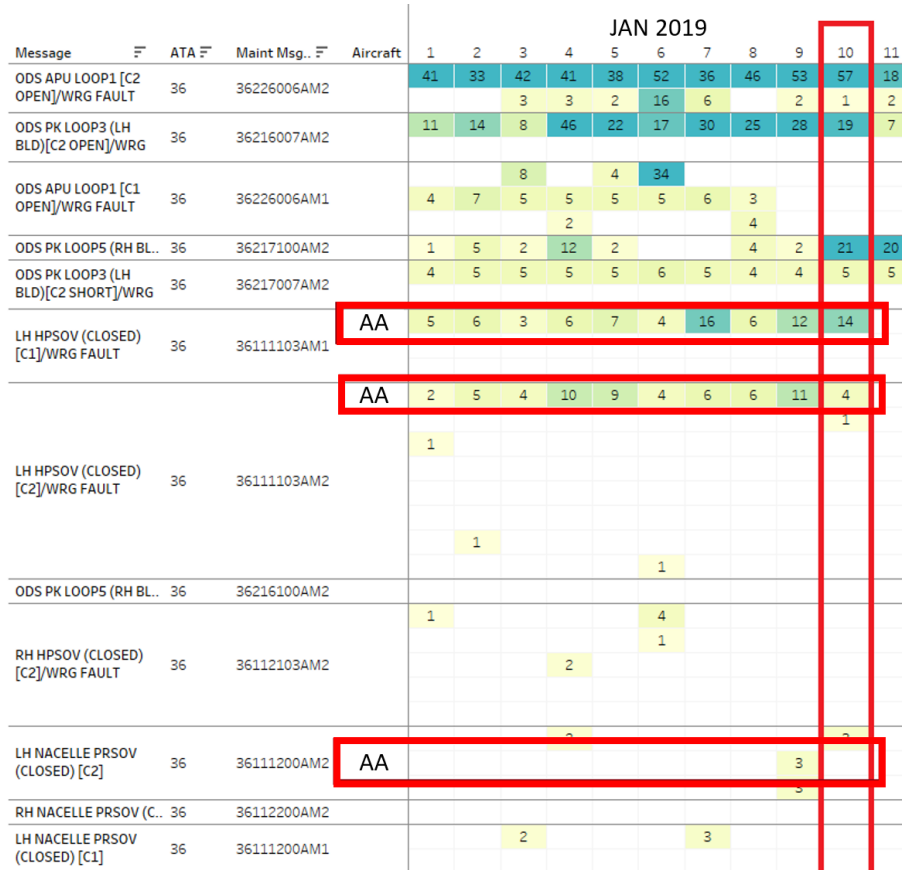 JAN 2019
Message ATA Maint Msg.. Aircraft 1 2 3 4 5 6 7 8 9 10 11
ODS APU LOOP1 [C2
OPEN]/WRG FAULT
36 36226006AM2
41 33 42 41 38 52 36 46 53 57 18
3 3 2 16 6 2 1 2
ODS PK LOOP3 (LH
BLD)[C2 OPEN]/WRG
36 36216007AM2
11 14 8 46 22 17 30 25 28 19 7
ODS APU LOOP1 [C1
OPEN]/WRG FAULT
36 36226006AM1
8 4 34
4 7 5 5 5 5 6 3
2 4
ODS PK LOOP5 (RH BL.. 36 36217100AM2 1 5 2 12 2 4 2 21 20
ODS PK LOOP3 (LH
BLD)[C2 SHORT]/WRG
36 36217007AM2
4 5 5 5 5 6 5 4 4 5 5
LH HPSOV (CLOSED)
[C1]/WRG FAULT
36 36111103AM1
AA 5 6 3 6 7 4 16 6 12 14
LH HPSOV (CLOSED)
[C2]/WRG FAULT
36 36111103AM2
AA 2 5 4 10 9 4 6 6 11 4
1
1
1
1
ODS PK LOOP5 (RH BL.. 36 36216100AM2
RH HPSOV (CLOSED)
[C2]/WRG FAULT
36 36112103AM2
1 4
1
2
LH NACELLE PRSOV
(CLOSED) [C2]
36 36111200AM2
AA 3
RH NACELLE PRSOV (C.. 36 36112200AM2
LH NACELLE PRSOV
(CLOSED) [C1]
36 36111200AM1
2 3